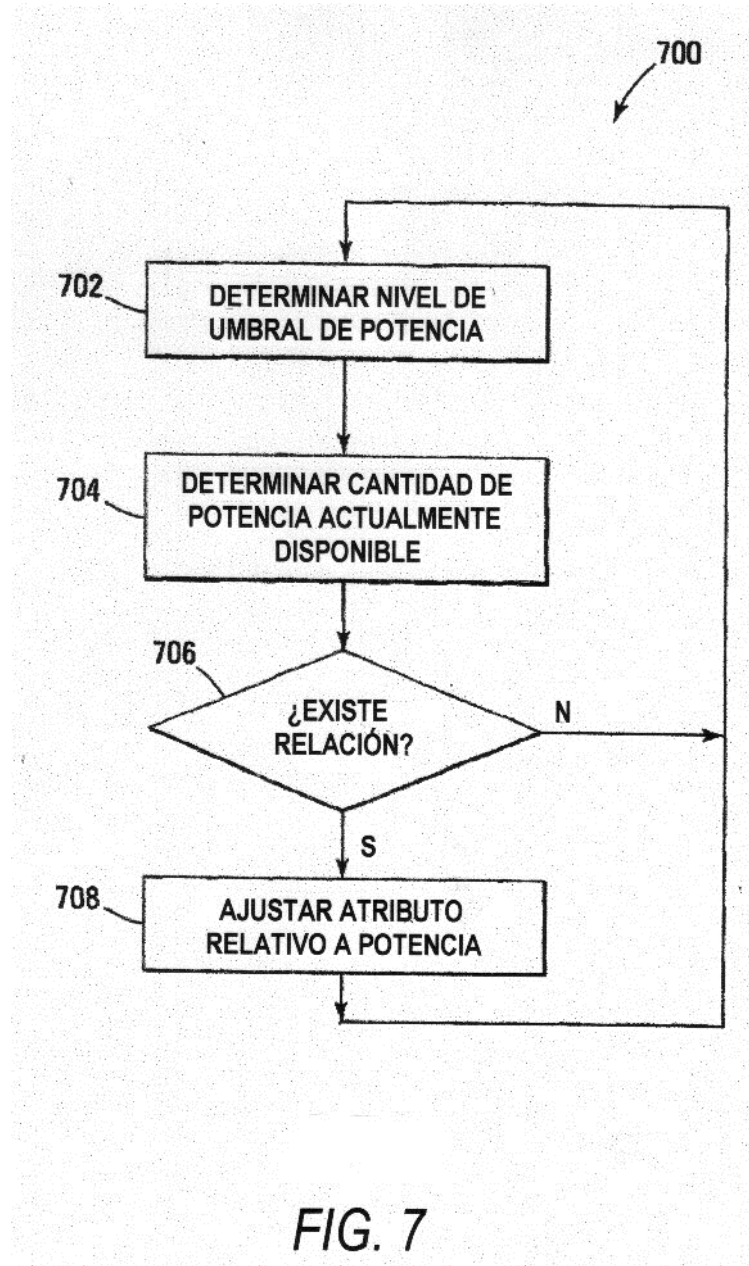 700
702
DETERMINAR NIVEL DE
UMBRAL DE POTENCIA
704
DETERMINAR CANTIDAD DE
POTENCIA ACTUALMENTE
DISPONIBLE
706
¿EXISTE
RELACIÓN?
N
S
708
AJUSTAR ATRIBUTO
RELATIVO A POTENCIA
FIG. 7